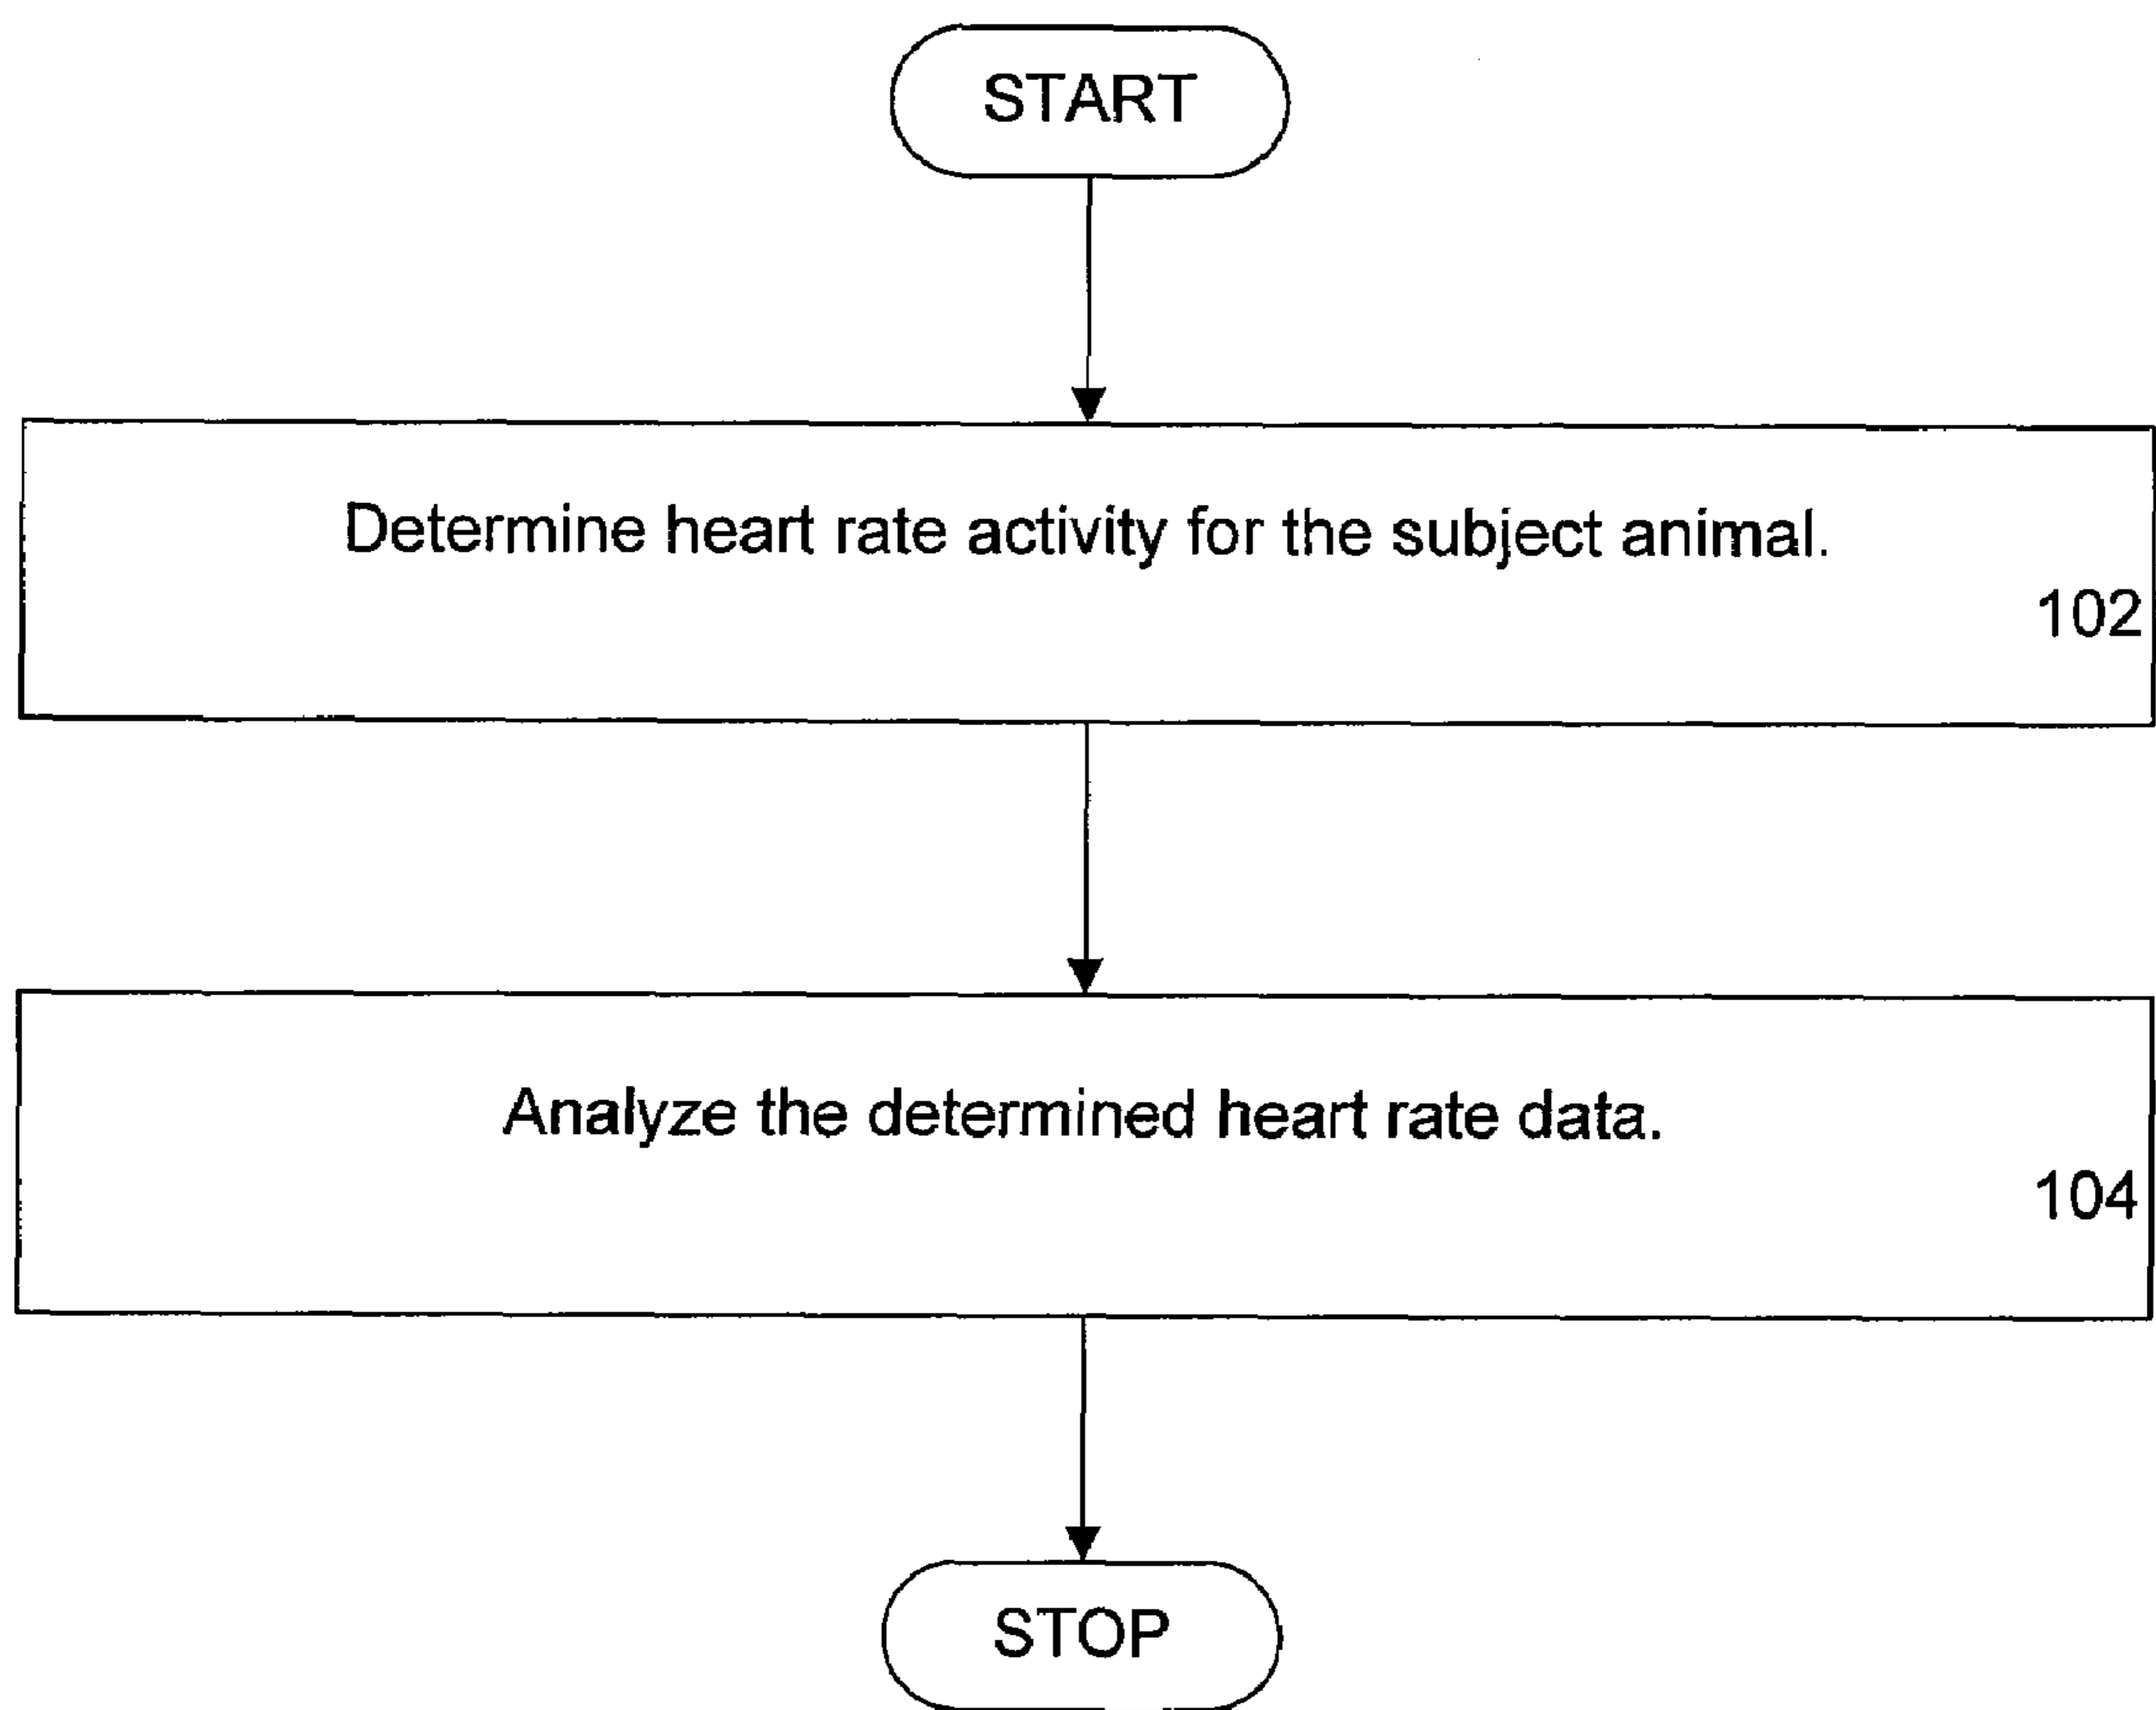 START
Determine heart rate activity for the subject animal.
102
Analyze the determined heart rate data.
104
STOP